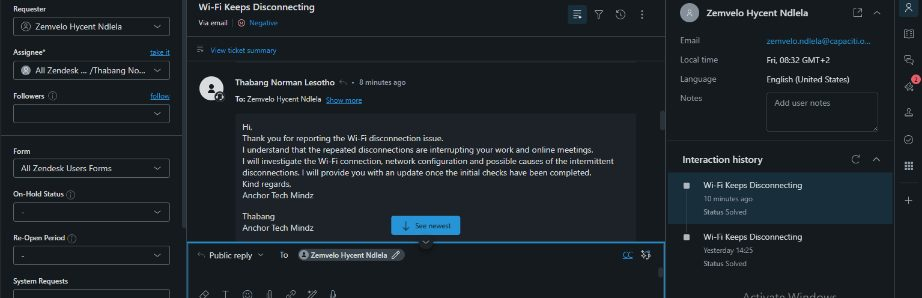 Requester
Zemvelo Hycent Ndlela
Assignee*
take it
All Zendesk ... /Thabang No...
Followers
follow
Form
All Zendesk Users Forms
On-Hold Status
-
Re-Open Period
-
System Requests
Wi-Fi Keeps Disconnecting
Via email
Negative
View ticket summary
Thabang Norman Lesotho
8 minutes ago
To: Zemvelo Hycent Ndlela Show more
Hi,
Thank you for reporting the Wi-Fi disconnection issue.
I understand that the repeated disconnections are interrupting your work and online meetings.
I will investigate the Wi-Fi connection, network configuration and possible causes of the intermittent
disconnections. I will provide you with an update once the initial checks have been completed.
Kind regards,
Anchor Tech Mindz
Thabang
Anchor Tech Mindz
See newest
Public reply
To
Zemvelo Hycent Ndlela
CC
Zemvelo Hycent Ndlela
Email
zemvelo.ndlela@capaciti.o...
Local time
Fri, 08:32 GMT+2
Language
English (United States)
Notes
Add user notes
Interaction history
Wi-Fi Keeps Disconnecting
10 minutes ago
Status Solved
Wi-Fi Keeps Disconnecting
Yesterday 14:25
Status Solved
Activate Windows